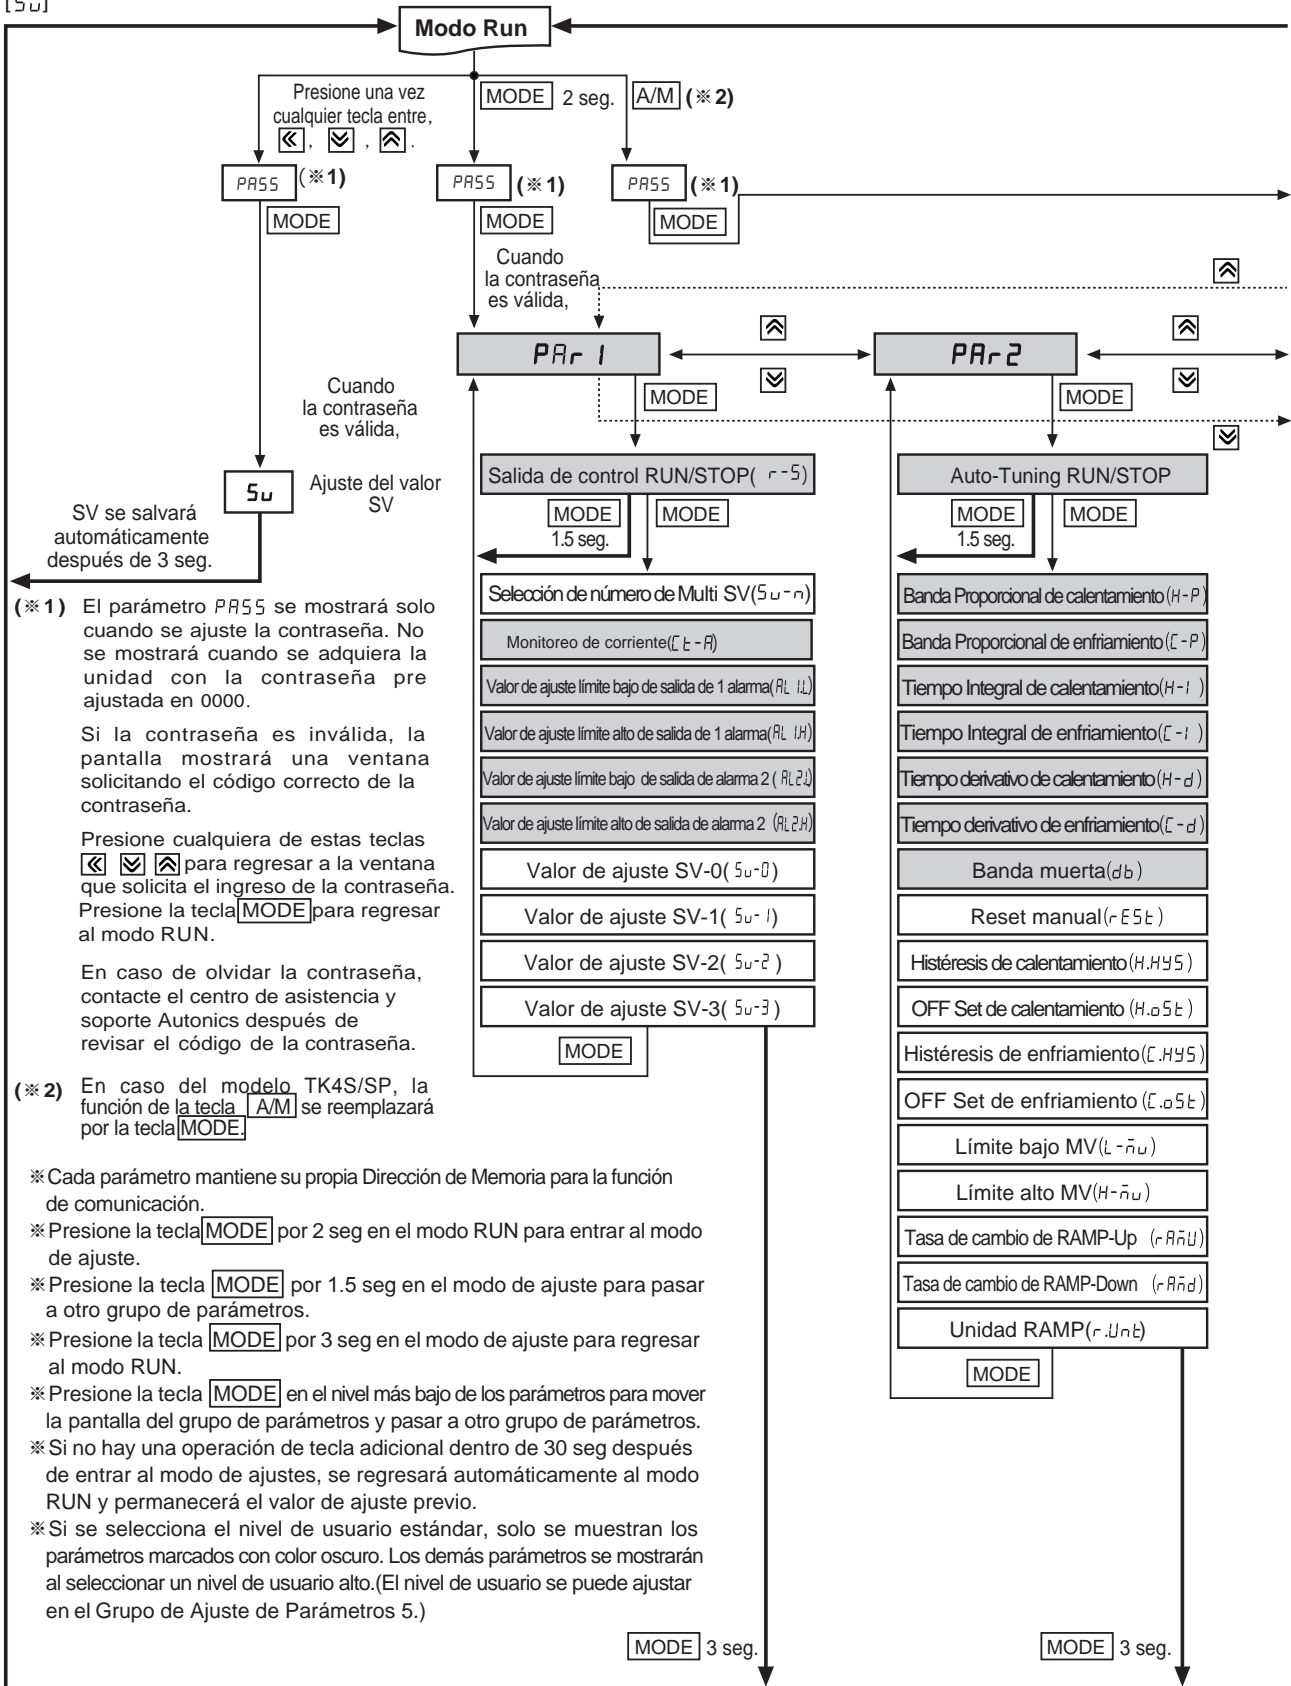 [Su]
Modo Run
Presione una vez
cualquier tecla entre,
, , .
MODE 2 seg.
A/M (※2)
PASS (※1)
PASS (※1)
PASS (※1)
MODE
MODE
MODE
Cuando
la contraseña
es válida,
PAr1
PAr2
MODE
MODE
Cuando
la contraseña
es válida,
Su
Ajuste del valor
SV
SV se salvará
automáticamente
después de 3 seg.
Salida de control RUN/STOP( r-S)
MODE
1.5 seg.
MODE
Selección de número de Multi SV(Su-n)
Monitoreo de corriente(Ct-A)
Valor de ajuste límite bajo de salida de 1 alarma(AL1.L)
Valor de ajuste límite alto de salida de 1 alarma(AL1.H)
Valor de ajuste límite bajo de salida de alarma 2 ( AL2.L)
Valor de ajuste límite alto de salida de alarma 2 (AL2.H)
Valor de ajuste SV-0( Su-0)
Valor de ajuste SV-1( Su-1)
Valor de ajuste SV-2( Su-2 )
Valor de ajuste SV-3( Su-3 )
MODE
Auto-Tuning RUN/STOP
MODE
1.5 seg.
MODE
Banda Proporcional de calentamiento(H-P)
Banda Proporcional de enfriamiento(C-P)
Tiempo Integral de calentamiento(H-I )
Tiempo Integral de enfriamiento(C-I )
Tiempo derivativo de calentamiento(H-d)
Tiempo derivativo de enfriamiento(C-d)
Banda muerta(db)
Reset manual(rESt)
Histéresis de calentamiento(H.HYS)
OFF Set de calentamiento (H.oSt)
Histéresis de enfriamiento(C.HYS)
OFF Set de enfriamiento (C.oSt)
Límite bajo MV(L-ñu)
Límite alto MV(H-ñu)
Tasa de cambio de RAMP-Up (rAñU)
Tasa de cambio de RAMP-Down (rAñd)
Unidad RAMP(r.Unt)
MODE
(※1) El parámetro PASS se mostrará solo
cuando se ajuste la contraseña. No
se mostrará cuando se adquiera la
unidad con la contraseña pre
ajustada en 0000.
Si la contraseña es inválida, la
pantalla mostrará una ventana
solicitando el código correcto de la
contraseña.
Presione cualquiera de estas teclas
para regresar a la ventana
que solicita el ingreso de la contraseña.
Presione la tecla MODE para regresar
al modo RUN.
En caso de olvidar la contraseña,
contacte el centro de asistencia y
soporte Autonics después de
revisar el código de la contraseña.
(※2) En caso del modelo TK4S/SP, la
función de la tecla A/M se reemplazará
por la tecla MODE.
※Cada parámetro mantiene su propia Dirección de Memoria para la función
de comunicación.
※Presione la tecla MODE por 2 seg en el modo RUN para entrar al modo
de ajuste.
※Presione la tecla MODE por 1.5 seg en el modo de ajuste para pasar
a otro grupo de parámetros.
※Presione la tecla MODE por 3 seg en el modo de ajuste para regresar
al modo RUN.
※Presione la tecla MODE en el nivel más bajo de los parámetros para mover
la pantalla del grupo de parámetros y pasar a otro grupo de parámetros.
※Si no hay una operación de tecla adicional dentro de 30 seg después
de entrar al modo de ajustes, se regresará automáticamente al modo
RUN y permanecerá el valor de ajuste previo.
※Si se selecciona el nivel de usuario estándar, solo se muestran los
parámetros marcados con color oscuro. Los demás parámetros se mostrarán
al seleccionar un nivel de usuario alto.(El nivel de usuario se puede ajustar
en el Grupo de Ajuste de Parámetros 5.)
MODE 3 seg.
MODE 3 seg.